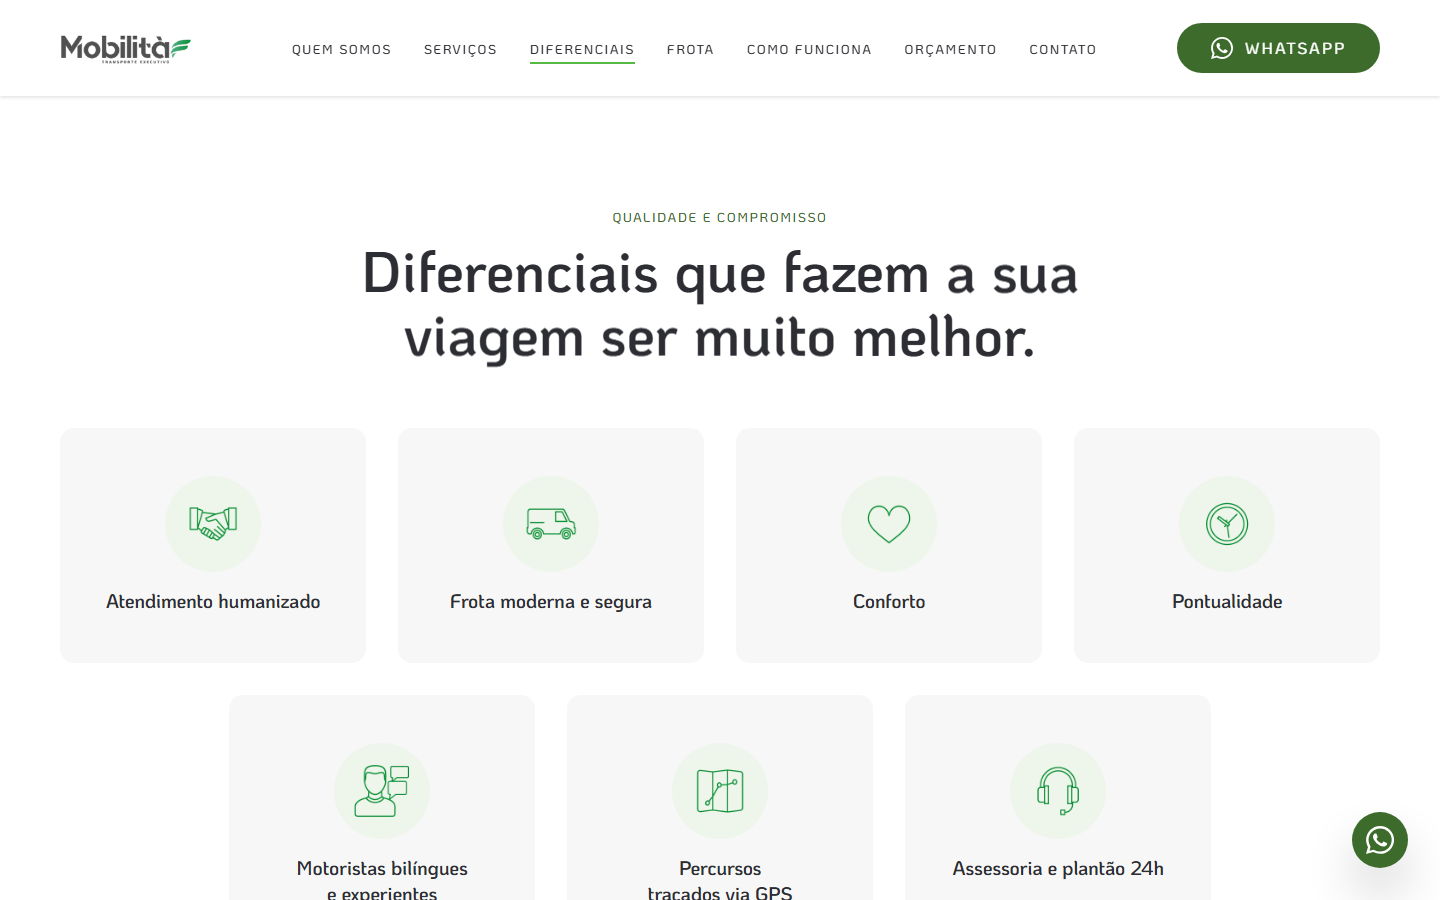 Mobilità
TRANSPORTE EXECUTIVO
QUEM SOMOS
SERVIÇOS
DIFERENCIAIS
FROTA
COMO FUNCIONA
ORÇAMENTO
CONTATO
WHATSAPP
QUALIDADE E COMPROMISSO
Diferenciais que fazem a sua
viagem ser muito melhor.
Atendimento humanizado
Frota moderna e segura
Conforto
Pontualidade
Motoristas bilíngues
e experientes
Percursos
traçados via GPS
Assessoria e plantão 24h